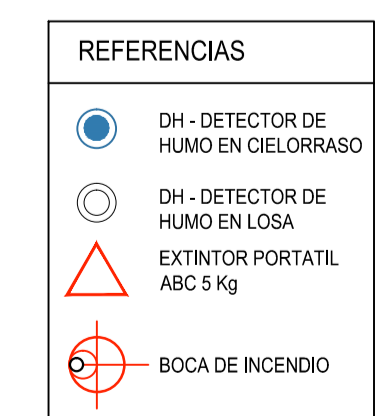 REFERENCIAS
DH - DETECTOR DE
HUMO EN CIELORRASO
DH - DETECTOR DE
HUMO EN LOSA
EXTINTOR PORTATIL
ABC 5 Kg
BOCA DE INCENDIO